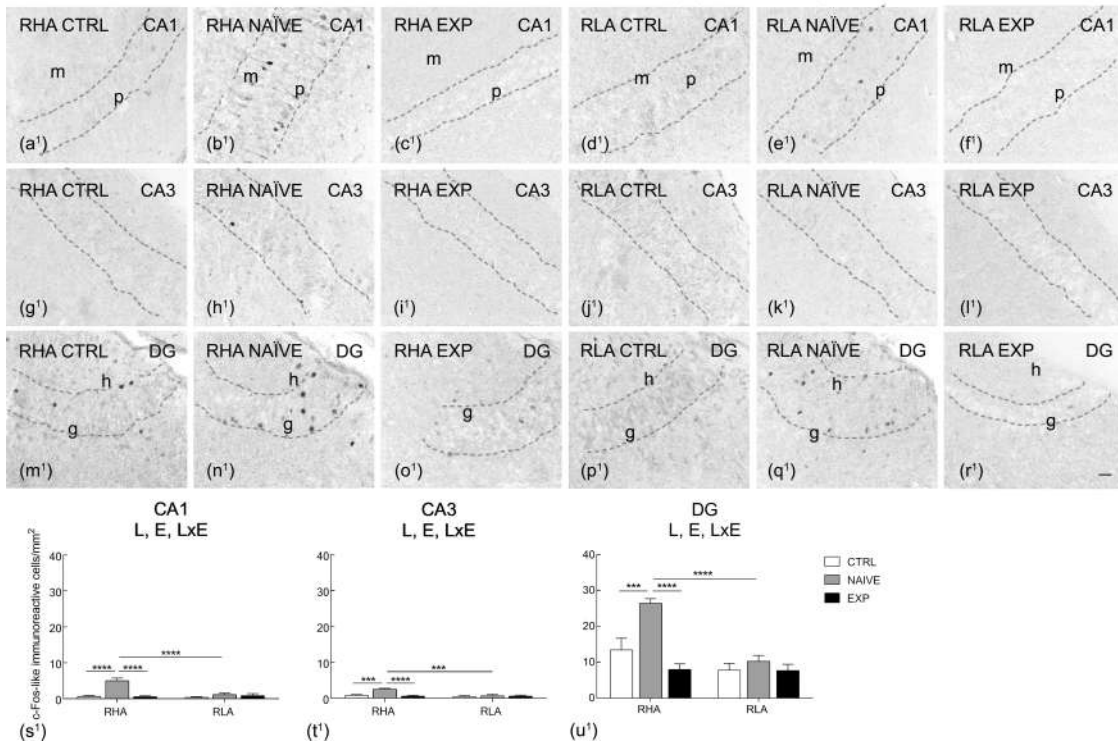 RHA CTRL CA1
m
p
(a¹)
RHA NAÏVE CA1
m
p
(b¹)
RHA EXP CA1
m
p
(c¹)
RLA CTRL CA1
m
p
(d¹)
RLA NAÏVE CA1
m
p
(e¹)
RLA EXP CA1
m
p
(f¹)
RHA CTRL CA3
(g¹)
RHA NAÏVE CA3
(h¹)
RHA EXP CA3
(i¹)
RLA CTRL CA3
(j¹)
RLA NAÏVE CA3
(k¹)
RLA EXP CA3
(l¹)
RHA CTRL DG
h
g
(m¹)
RHA NAÏVE DG
h
g
(n¹)
RHA EXP DG
g
(o¹)
RLA CTRL DG
h
g
(p¹)
RLA NAÏVE DG
h
g
(q¹)
RLA EXP DG
h
g
(r¹)
CA1
L, E, LxE
c-Fos-like immunoreactive cells/mm²
40
30
20
10
0
****
**** ****
RHA RLA
(s¹)
CA3
L, E, LxE
40
30
20
10
0
***
*** ****
RHA RLA
(t¹)
DG
L, E, LxE
40
30
20
10
0
****
*** ****
RHA RLA
(u¹)
CTRL
NAIVE
EXP